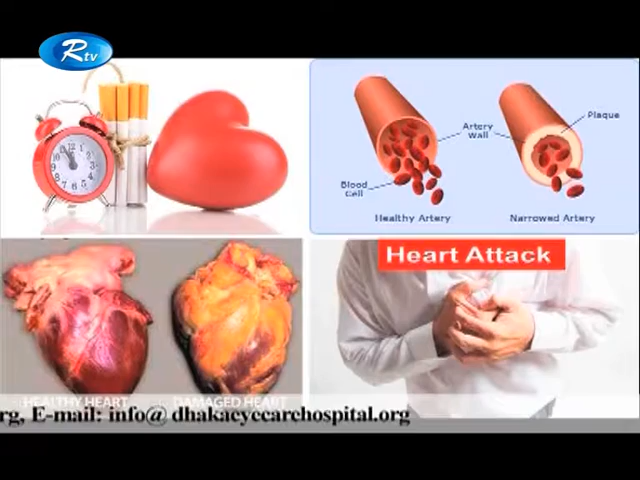 Rtv
Plaque
Artery
Wall
Blood
Cell
Healthy Artery
Narrowed Artery
Heart Attack
HEALTHY HEART
DAMAGED HEART
rg, E-mail: info@ dhakaeyecarehospital.org